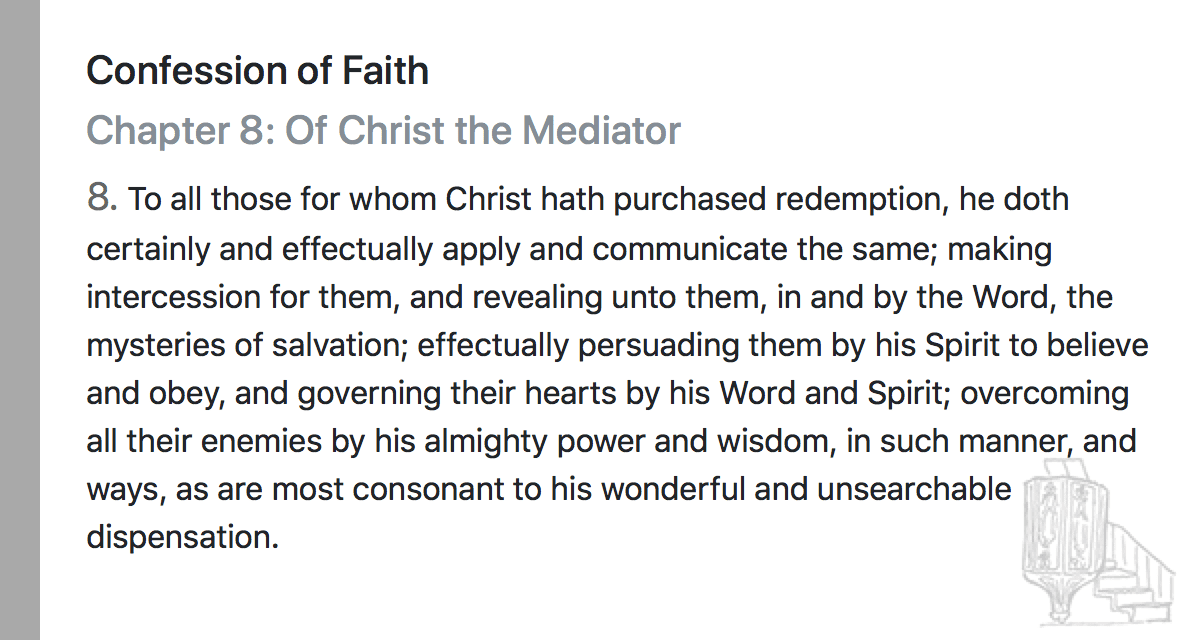 Confession of Faith
Chapter 8: Of Christ the Mediator
8. To all those for whom Christ hath purchased redemption, he doth
certainly and effectually apply and communicate the same; making
intercession for them, and revealing unto them, in and by the Word, the
mysteries of salvation; effectually persuading them by his Spirit to believe
and obey, and governing their hearts by his Word and Spirit; overcoming
all their enemies by his almighty power and wisdom, in such manner, and
ways, as are most consonant to his wonderful and unsearchable
dispensation.